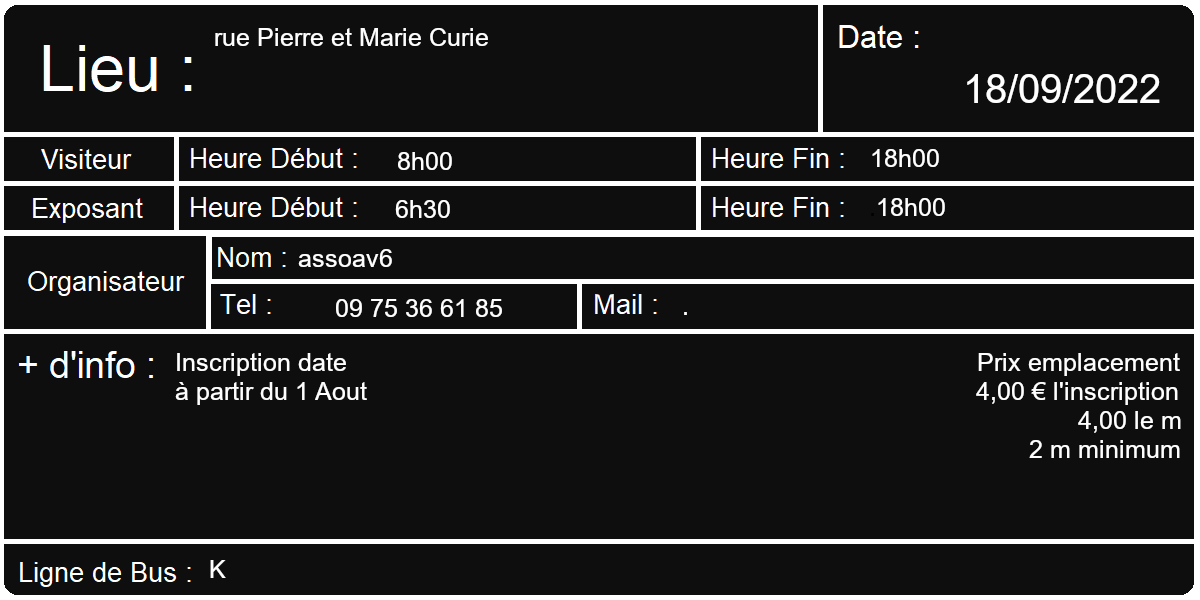 Lieu : rue Pierre et Marie Curie
Date :
18/09/2022
Visiteur Heure Début : 8h00 Heure Fin : 18h00
Exposant Heure Début : 6h30 Heure Fin : .18h00
Organisateur
Nom : assoav6
Tel : 09 75 36 61 85 Mail : .
+ d'info : Inscription date
à partir du 1 Aout
Prix emplacement
4,00 € l'inscription
4,00 le m
2 m minimum
Ligne de Bus : K